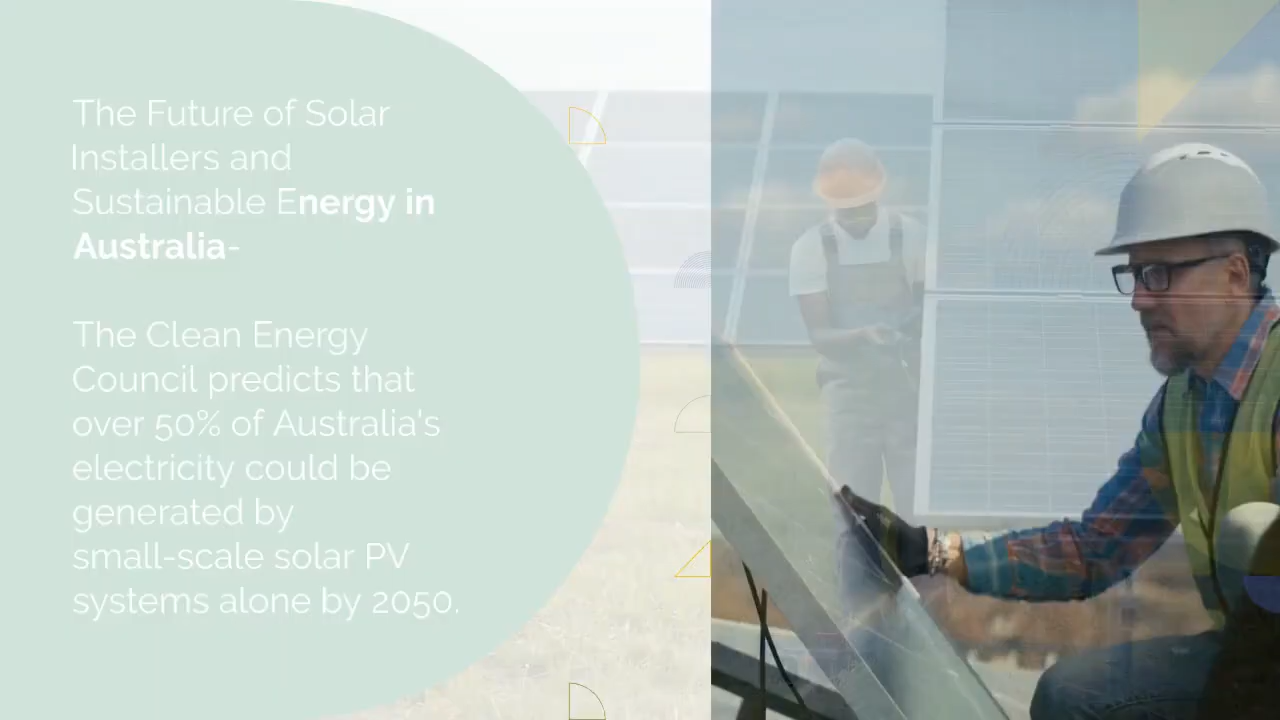 The Future of Solar
Installers and
Sustainable Energy in
Australia-
The Clean Energy
Council predicts that
over 50% of Australia's
electricity could be
generated by
small-scale solar PV
systems alone by 2050.